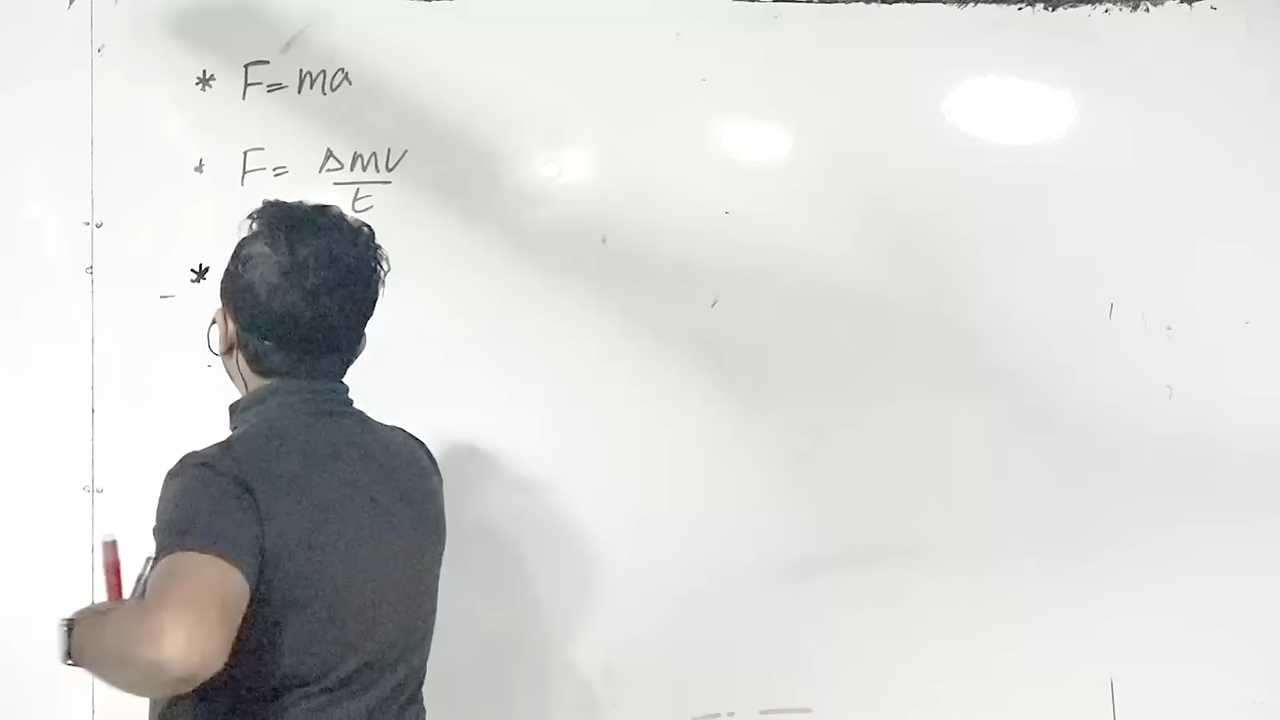 * F=ma
* F= ΔmV/t
*